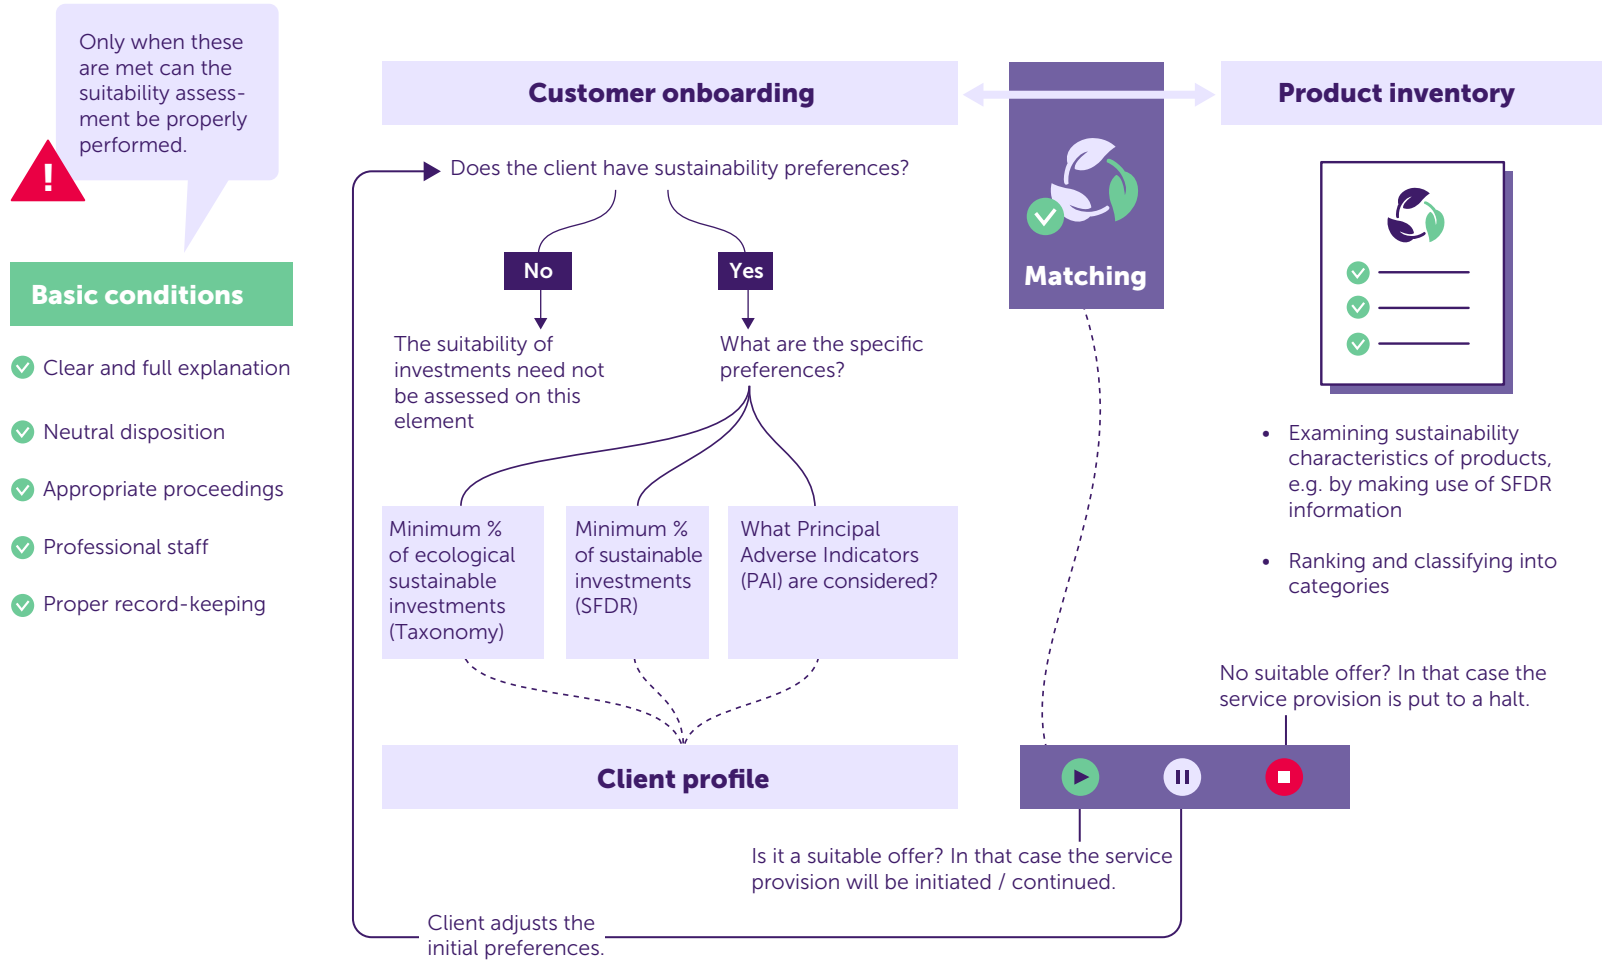 Only when these
are met can the
suitability assess-
ment be properly
performed.
!
Basic conditions
Clear and full explanation
Neutral disposition
Appropriate proceedings
Professional staff
Proper record-keeping
Customer onboarding
Does the client have sustainability preferences?
No
Yes
The suitability of
investments need not
be assessed on this
element
What are the specific
preferences?
Minimum %
of ecological
sustainable
investments
(Taxonomy)
Minimum %
of sustainable
investments
(SFDR)
What Principal
Adverse Indicators
(PAI) are considered?
Client profile
Matching
Product inventory
• Examining sustainability
characteristics of products,
e.g. by making use of SFDR
information
• Ranking and classifying into
categories
No suitable offer? In that case the
service provision is put to a halt.
Is it a suitable offer? In that case the service
provision will be initiated / continued.
Client adjusts the
initial preferences.